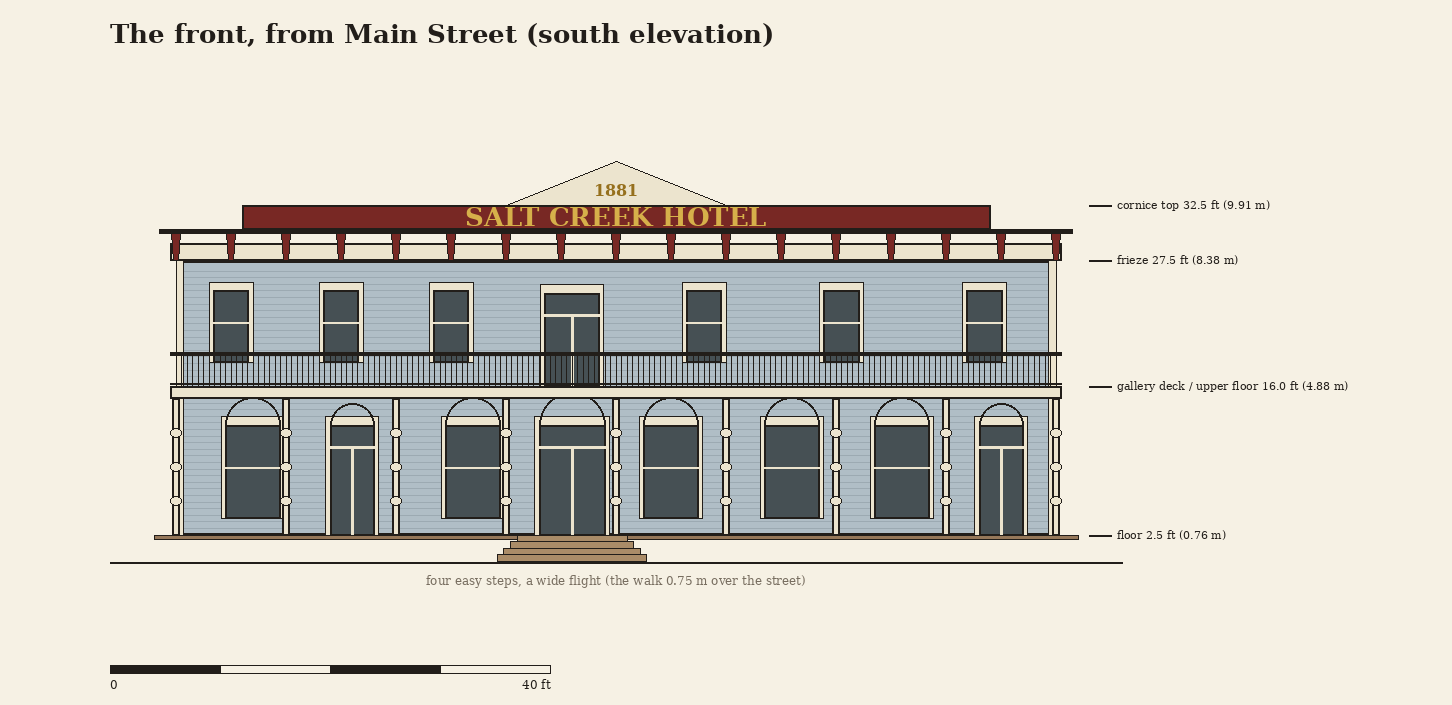 The front, from Main Street (south elevation)
1881
SALT CREEK HOTEL
cornice top 32.5 ft (9.91 m)
frieze 27.5 ft (8.38 m)
gallery deck / upper floor 16.0 ft (4.88 m)
floor 2.5 ft (0.76 m)
four easy steps, a wide flight (the walk 0.75 m over the street)
0 40 ft